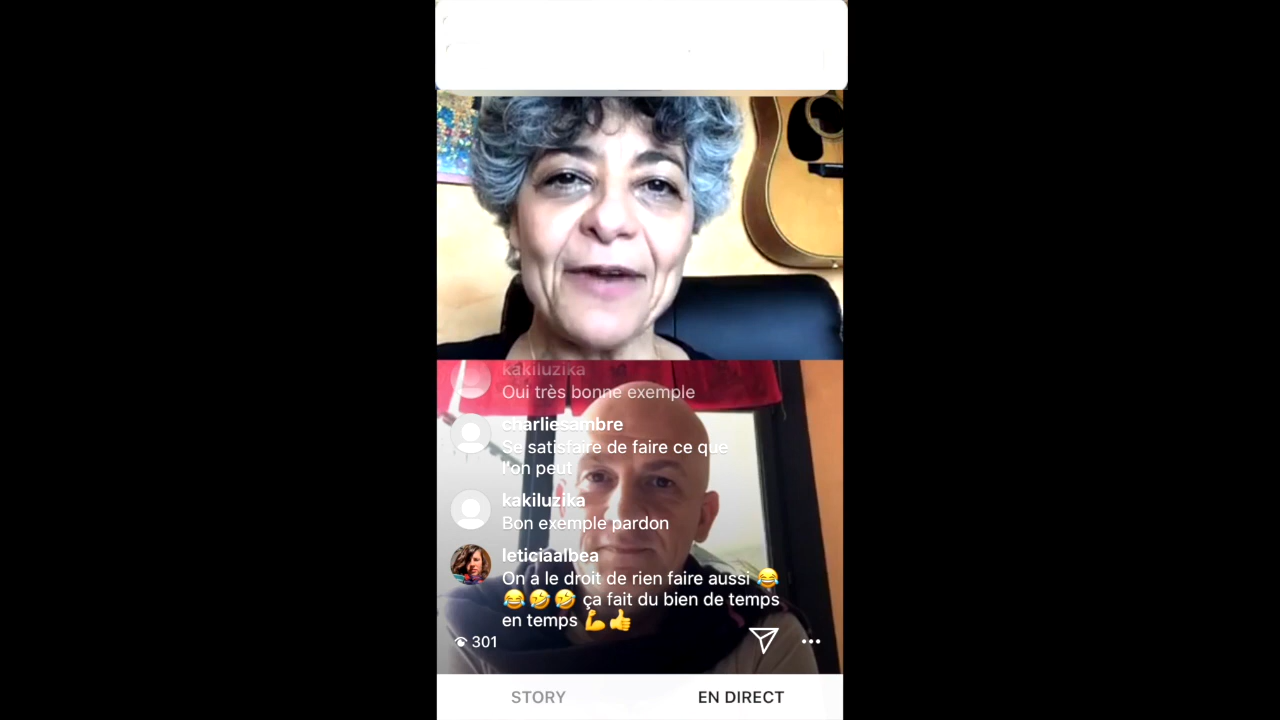 kakiluzika
Oui très bonne exemple
charliesambre
Se satisfaire de faire ce que
l'on peut
kakiluzika
Bon exemple pardon
leticiaalbea
On a le droit de rien faire aussi 😂
😂🤣🤣 ça fait du bien de temps
en temps 💪👍
301
STORY
EN DIRECT